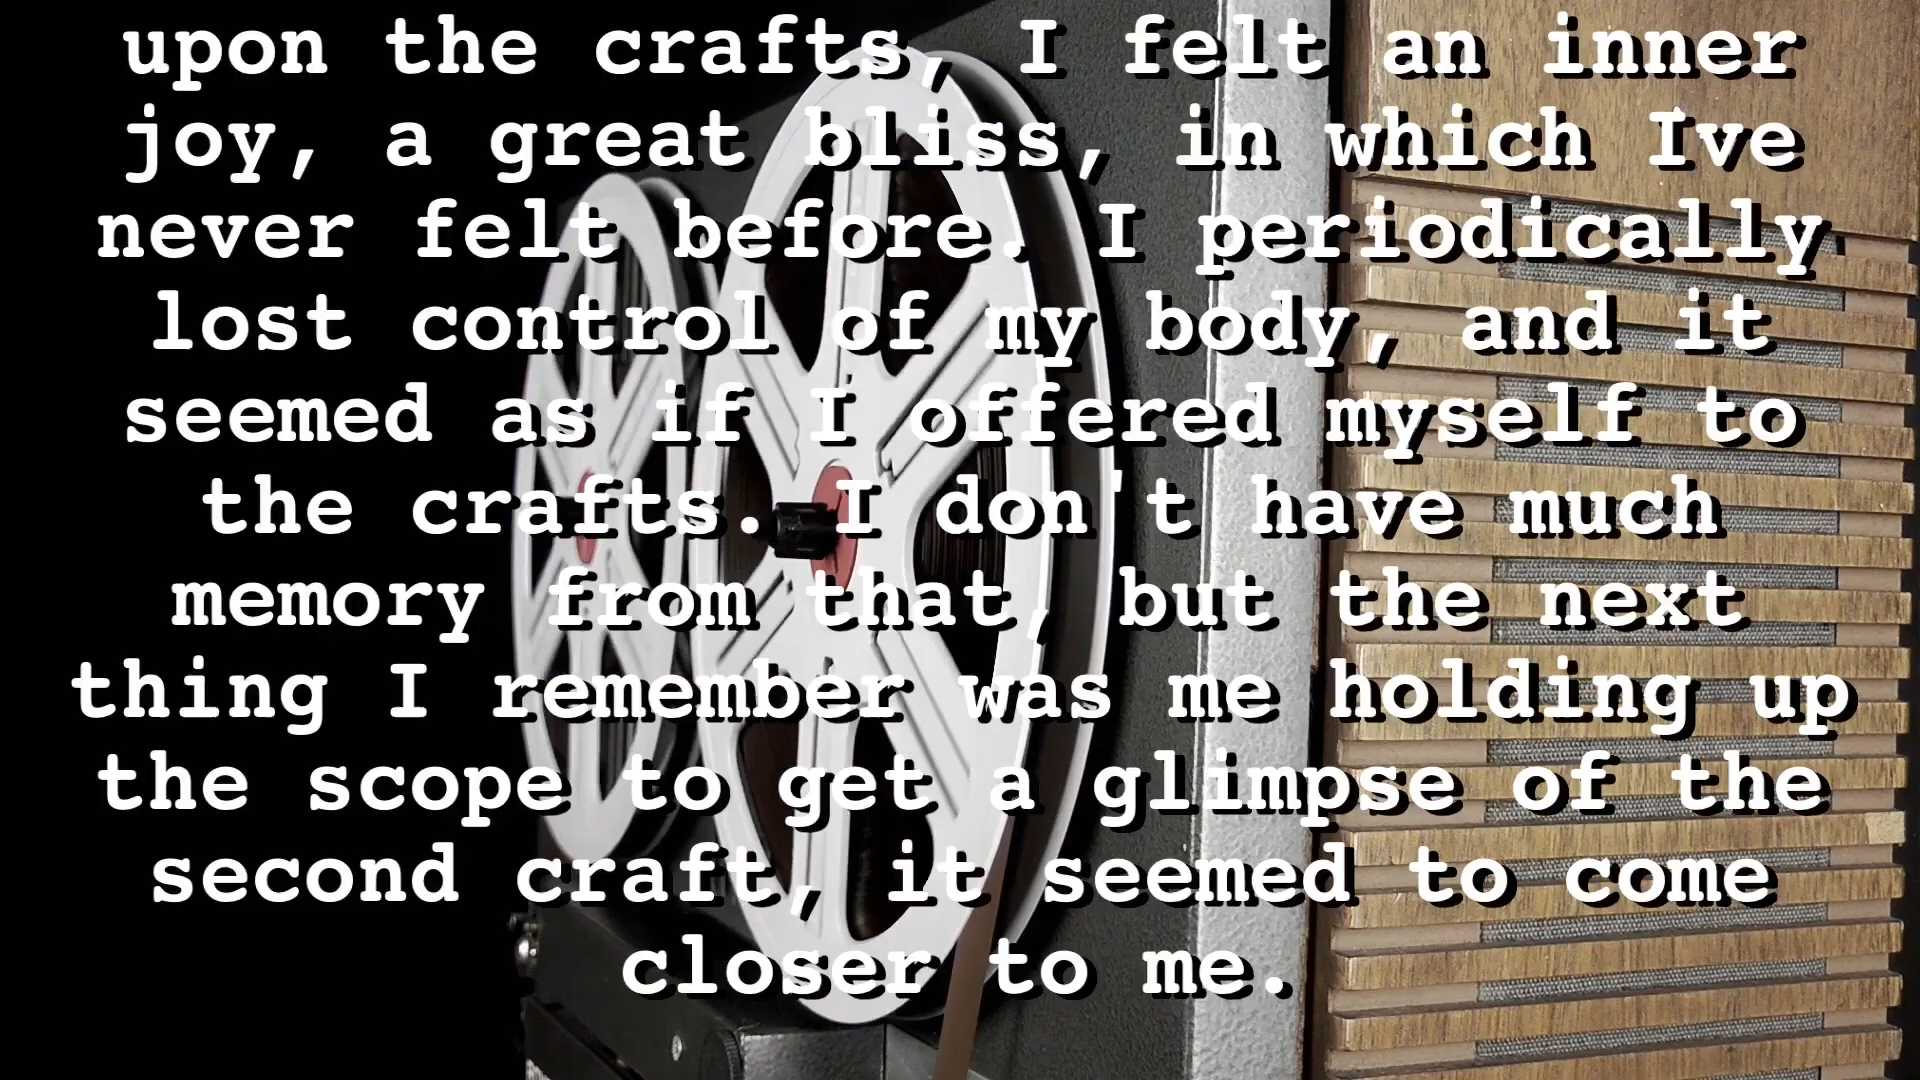 upon the crafts, I felt an inner
joy, a great bliss, in which Ive
never felt before. I periodically
lost control of my body, and it
seemed as if I offered myself to
the crafts. I don't have much
memory from that, but the next
thing I remember was me holding up
the scope to get a glimpse of the
second craft, it seemed to come
closer to me.